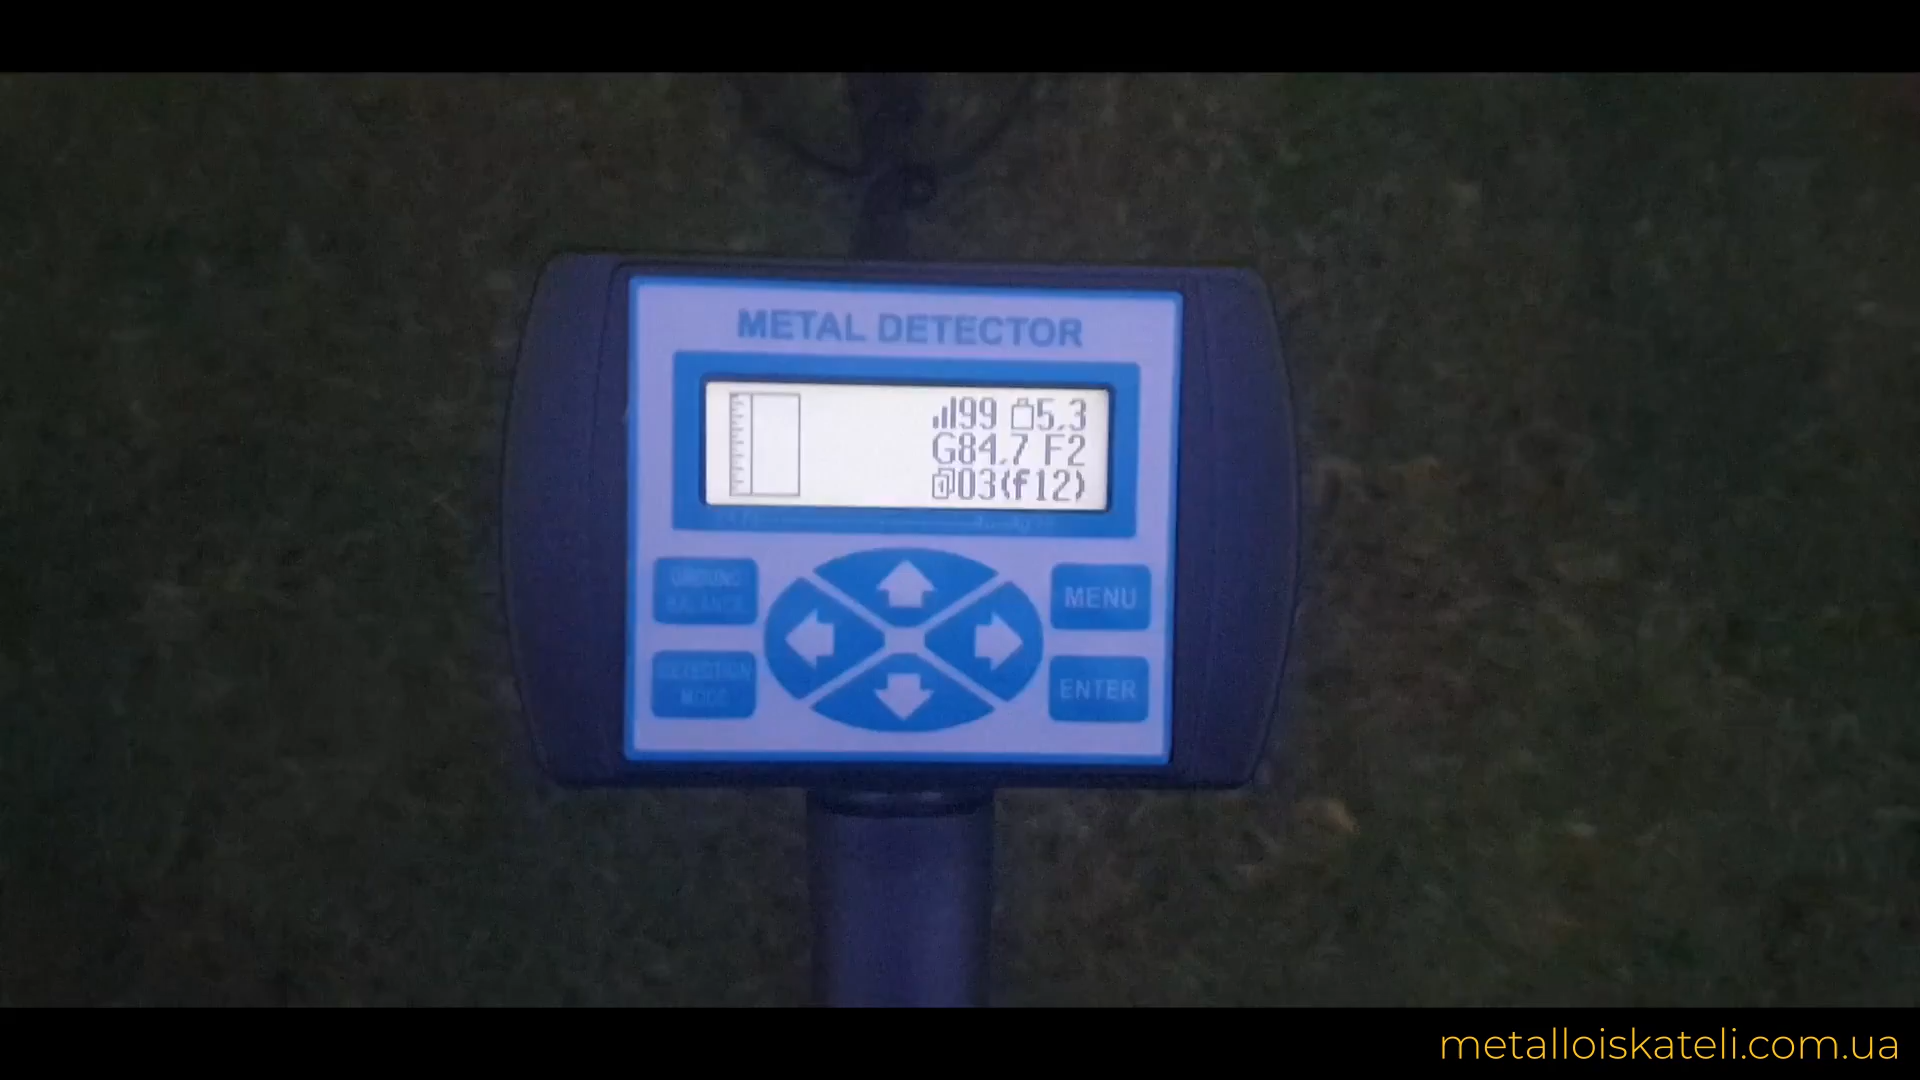 METAL DETECTOR
99 5.3
G84.7 F2
1 03(f12)
GROUND
BALANCE
MENU
DETECTION
MODE
ENTER
metalloiskateli.com.ua